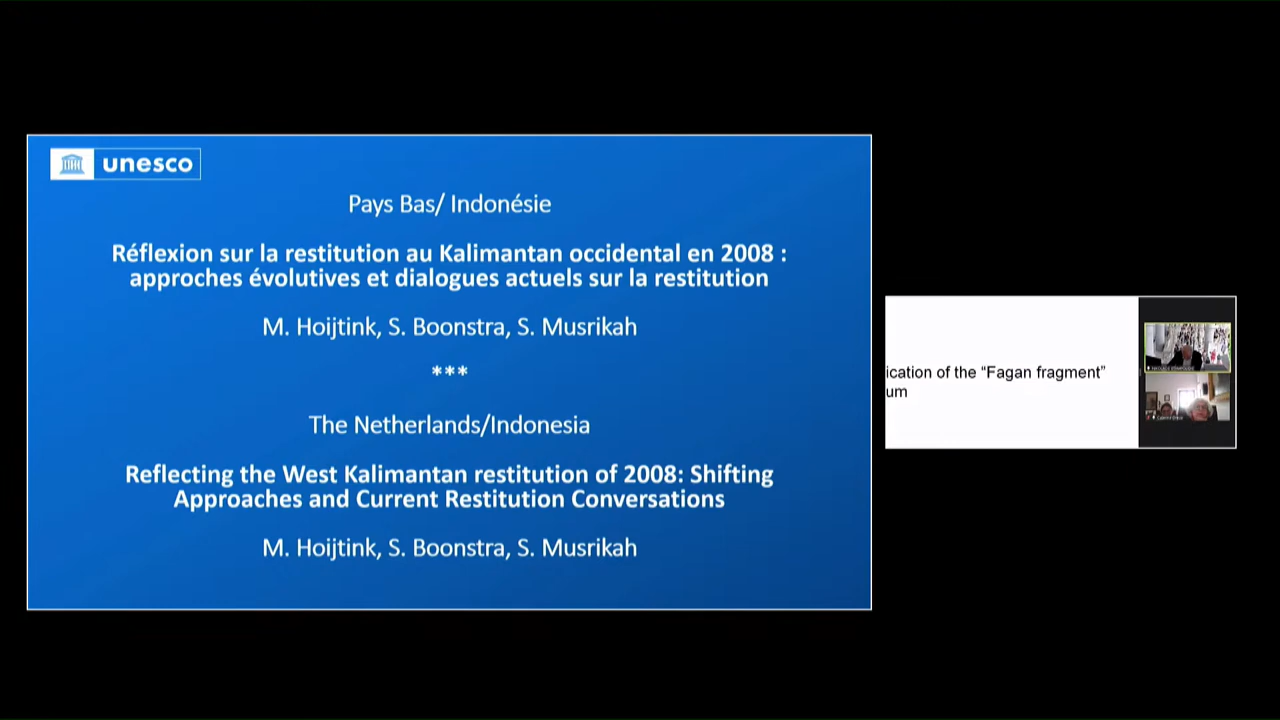 unesco
Pays Bas/ Indonésie
Réflexion sur la restitution au Kalimantan occidental en 2008 :
approches évolutives et dialogues actuels sur la restitution
M. Hoijtink, S. Boonstra, S. Musrikah
***
The Netherlands/Indonesia
Reflecting the West Kalimantan restitution of 2008: Shifting
Approaches and Current Restitution Conversations
M. Hoijtink, S. Boonstra, S. Musrikah
ication of the “Fagan fragment”
um